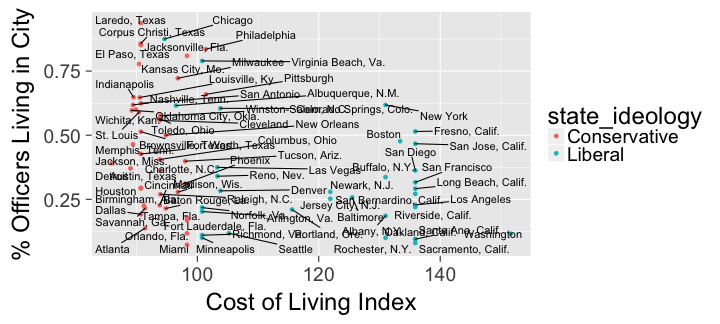 Laredo, Texas
Chicago
Corpus Christi, Texas
Philadelphia
Jacksonville, Fla.
El Paso, Texas
Milwaukee
Virginia Beach, Va.
Kansas City, Mo.
Louisville, Ky.
Pittsburgh
Indianapolis
San Antonio
Albuquerque, N.M.
Nashville, Tenn.
Winston-Salem, N.C.
Colorado Springs, Colo.
Wichita, Kan.
Oklahoma City, Okla.
New York
Cleveland
New Orleans
St. Louis
Toledo, Ohio
Boston
Fresno, Calif.
Brownsville, Texas
Fort Worth, Texas
Columbus, Ohio
San Jose, Calif.
Memphis, Tenn.
Tucson, Ariz.
San Diego
Jackson, Miss.
Phoenix
Charlotte, N.C.
Las Vegas
Buffalo, N.Y.
San Francisco
Detroit
Austin, Texas
Reno, Nev.
Cincinnati
Madison, Wis.
Newark, N.J.
Long Beach, Calif.
Houston
Denver
Birmingham, Ala.
Baton Rouge, La.
Raleigh, N.C.
San Bernardino, Calif.
Los Angeles
Dallas
Jersey City, N.J.
Tampa, Fla.
Norfolk, Va.
Arlington, Va.
Baltimore
Riverside, Calif.
Savannah, Ga.
Fort Lauderdale, Fla.
Orlando, Fla.
Richmond, Va.
Portland, Ore.
Albany, N.Y.
Oakland, Calif.
Santa Ana, Calif.
Washington
Atlanta
Miami
Minneapolis
Seattle
Rochester, N.Y.
Sacramento, Calif.
0.75
0.50
0.25
100
120
140
% Officers Living in City
Cost of Living Index
state_ideology
Conservative
Liberal